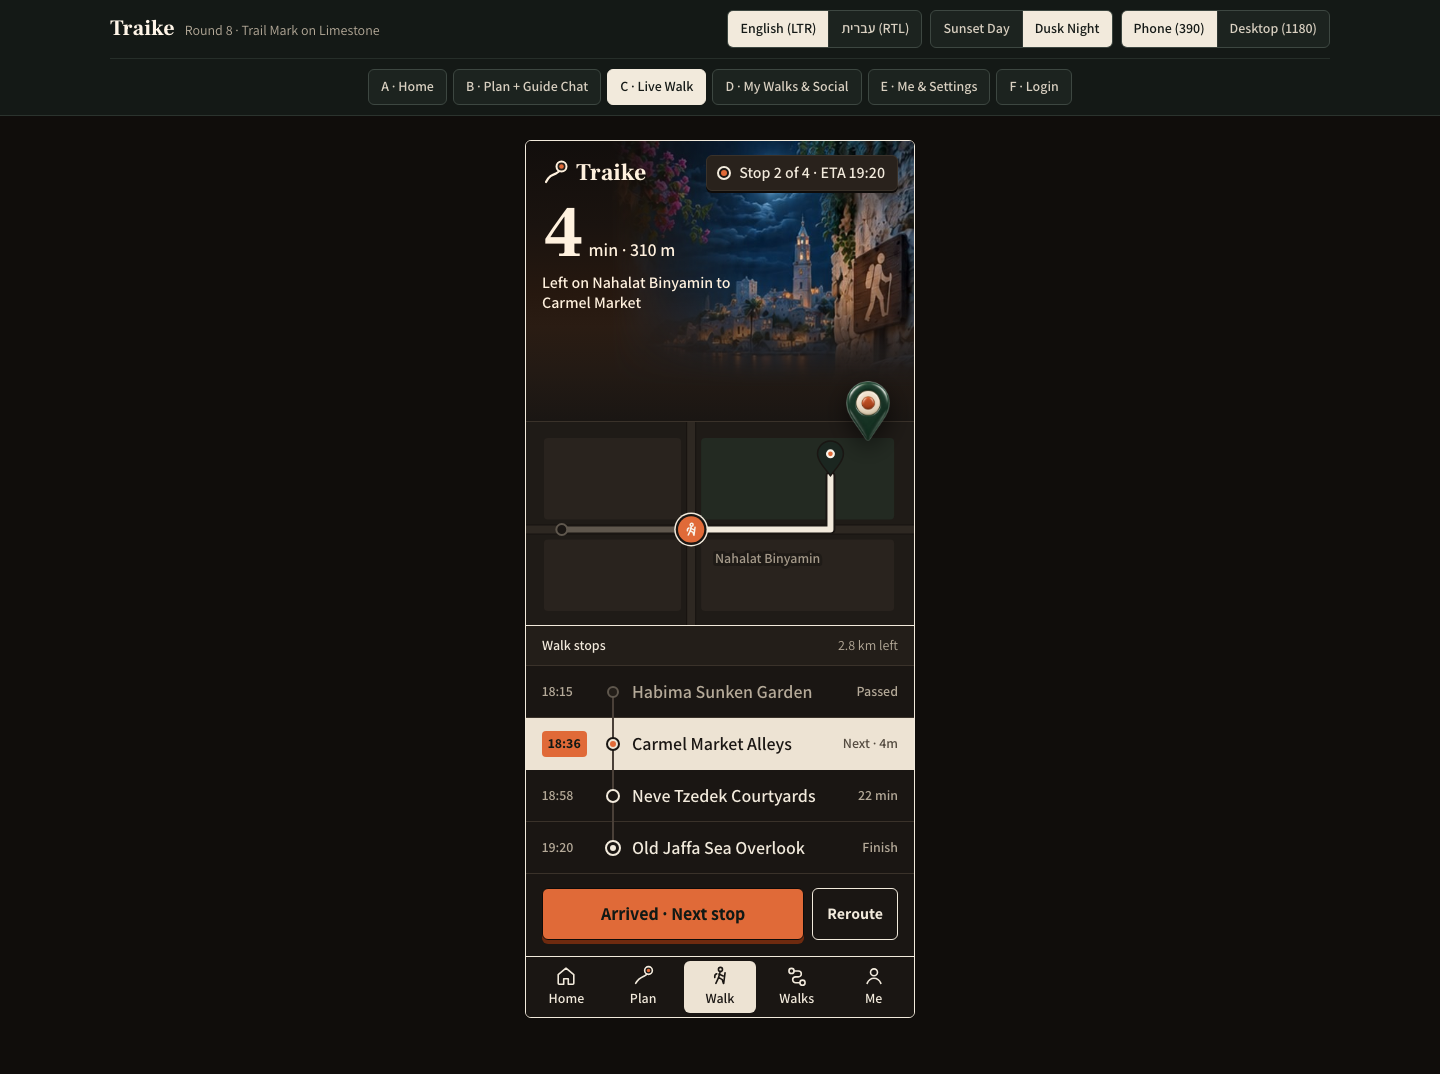 Traike
Round 8 · Trail Mark on Limestone
English (LTR)
עברית (RTL)
Sunset Day
Dusk Night
Phone (390)
Desktop (1180)
A · Home
B · Plan + Guide Chat
C · Live Walk
D · My Walks & Social
E · Me & Settings
F · Login
Traike
Stop 2 of 4 · ETA 19:20
4 min · 310 m
Left on Nahalat Binyamin to
Carmel Market
Nahalat Binyamin
Walk stops
2.8 km left
18:15 Habima Sunken Garden Passed
18:36 Carmel Market Alleys Next · 4m
18:58 Neve Tzedek Courtyards 22 min
19:20 Old Jaffa Sea Overlook Finish
Arrived · Next stop
Reroute
Home
Plan
Walk
Walks
Me